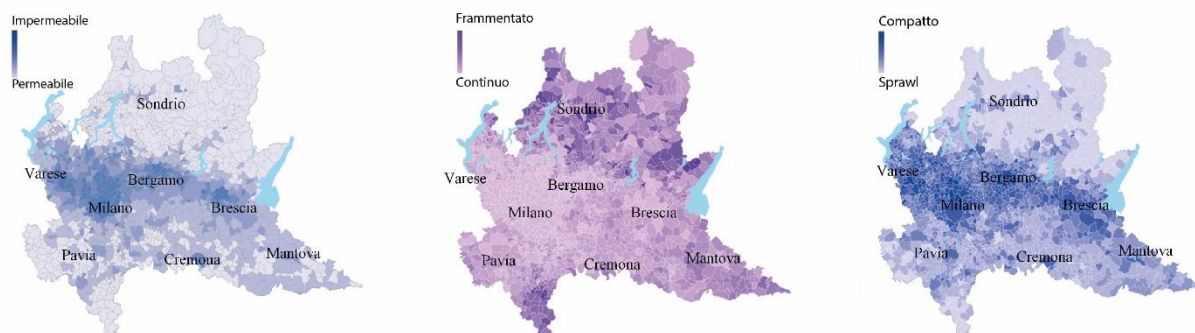 Impermeabile
Permeabile
Sondrio
Varese
Bergamo
Milano
Brescia
Pavia
Cremona
Mantova
Frammentato
Continuo
Sondrio
Varese
Bergamo
Milano
Brescia
Pavia
Cremona
Mantova
Compatto
Sprawl
Sondrio
Varese
Bergamo
Milano
Brescia
Pavia
Cremona
Mantova